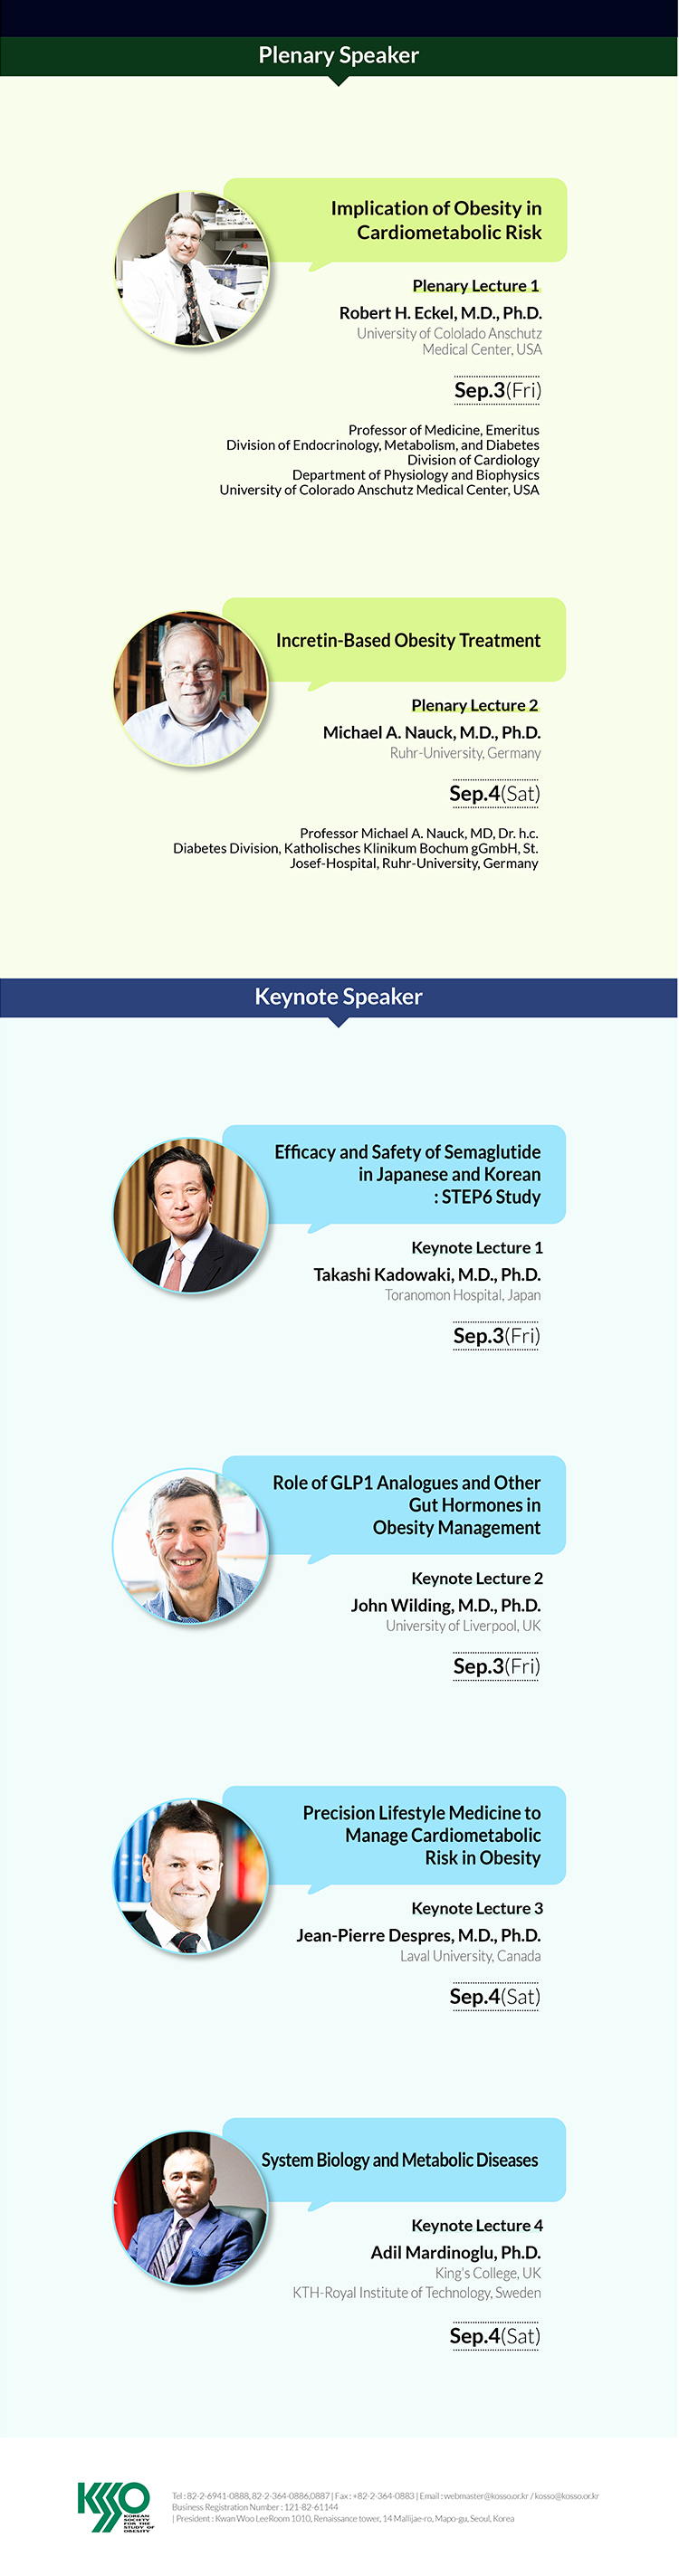 Plenary Speaker
Implication of Obesity in
Cardiometabolic Risk
Plenary Lecture 1
Robert H. Eckel, M.D., Ph.D.
University of Cololado Anschutz
Medical Center, USA
Sep.3(Fri)
Professor of Medicine, Emeritus
Division of Endocrinology, Metabolism, and Diabetes
Division of Cardiology
Department of Physiology and Biophysics
University of Colorado Anschutz Medical Center, USA
Incretin-Based Obesity Treatment
Plenary Lecture 2
Michael A. Nauck, M.D., Ph.D.
Ruhr-University, Germany
Sep.4(Sat)
Professor Michael A. Nauck, MD, Dr. h.c.
Diabetes Division, Katholisches Klinikum Bochum gGmbH, St.
Josef-Hospital, Ruhr-University, Germany
Keynote Speaker
Efficacy and Safety of Semaglutide
in Japanese and Korean
: STEP6 Study
Keynote Lecture 1
Takashi Kadowaki, M.D., Ph.D.
Toranomon Hospital, Japan
Sep.3(Fri)
Role of GLP1 Analogues and Other
Gut Hormones in
Obesity Management
Keynote Lecture 2
John Wilding, M.D., Ph.D.
University of Liverpool, UK
Sep.3(Fri)
Precision Lifestyle Medicine to
Manage Cardiometabolic
Risk in Obesity
Keynote Lecture 3
Jean-Pierre Despres, M.D., Ph.D.
Laval University, Canada
Sep.4(Sat)
System Biology and Metabolic Diseases
Keynote Lecture 4
Adil Mardinoglu, Ph.D.
King's College, UK
KTH-Royal Institute of Technology, Sweden
Sep.4(Sat)
KSSO
KOREAN
SOCIETY
FOR THE
STUDY OF
OBESITY
Tel : 82-2-6941-0888, 82-2-364-0886,0887 | Fax : +82-2-364-0883 | Email : webmaster@kosso.or.kr / kosso@kosso.or.kr
Business Registration Number : 121-82-61144
| President : Kwan Woo LeeRoom 1010, Renaissance tower, 14 Mallijae-ro, Mapo-gu, Seoul, Korea